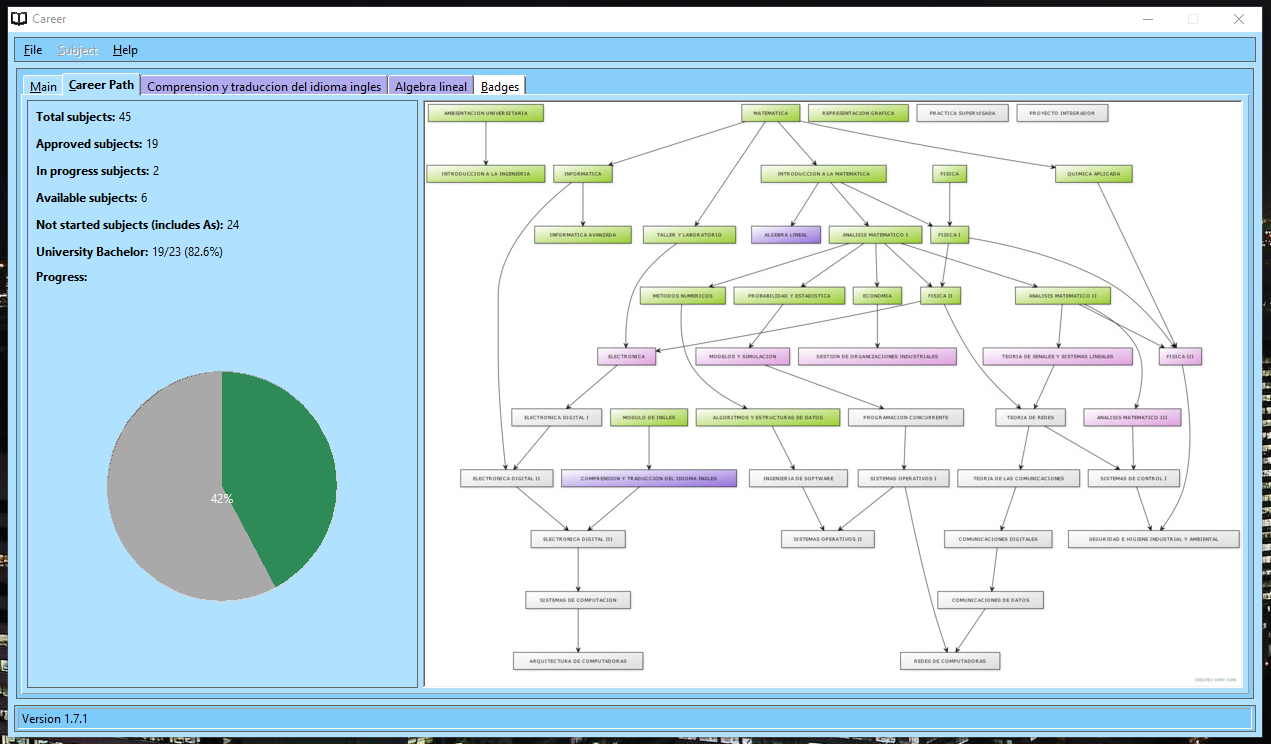 Career
File Subject Help
Main Career Path Comprension y traduccion del idioma ingles Algebra lineal Badges
Total subjects: 45
Approved subjects: 19
In progress subjects: 2
Available subjects: 6
Not started subjects (includes As): 24
University Bachelor: 19/23 (82.6%)
Progress:
42%
AMBIENTACION UNIVERSITARIA MATEMATICA REPRESENTACION GRAFICA PRACTICA SUPERVISADA PROYECTO INTEGRADOR
INTRODUCCION A LA INGENIERIA INFORMATICA INTRODUCCION A LA MATEMATICA FISICA QUIMICA APLICADA
INFORMATICA AVANZADA TALLER Y LABORATORIO ALGEBRA LINEAL ANALISIS MATEMATICO I FISICA I
METODOS NUMERICOS PROBABILIDAD Y ESTADISTICA ECONOMIA FISICA II ANALISIS MATEMATICO II
ELECTRONICA MODELOS Y SIMULACION GESTION DE ORGANIZACIONES INDUSTRIALES TEORIA DE SENALES Y SISTEMAS LINEALES FISICA III
ELECTRONICA DIGITAL I MODULO DE INGLES ALGORITMOS Y ESTRUCTURAS DE DATOS PROGRAMACION CONCURRENTE TEORIA DE REDES ANALISIS MATEMATICO III
ELECTRONICA DIGITAL II COMPRENSION Y TRADUCCION DEL IDIOMA INGLES INGENIERIA DE SOFTWARE SISTEMAS OPERATIVOS I TEORIA DE LAS COMUNICACIONES SISTEMAS DE CONTROL I
ELECTRONICA DIGITAL III SISTEMAS OPERATIVOS II COMUNICACIONES DIGITALES SEGURIDAD E HIGIENE INDUSTRIAL Y AMBIENTAL
SISTEMAS DE COMPUTACION COMUNICACIONES DE DATOS
ARQUITECTURA DE COMPUTADORAS REDES DE COMPUTADORAS
CREATED WITH YUML
Version 1.7.1